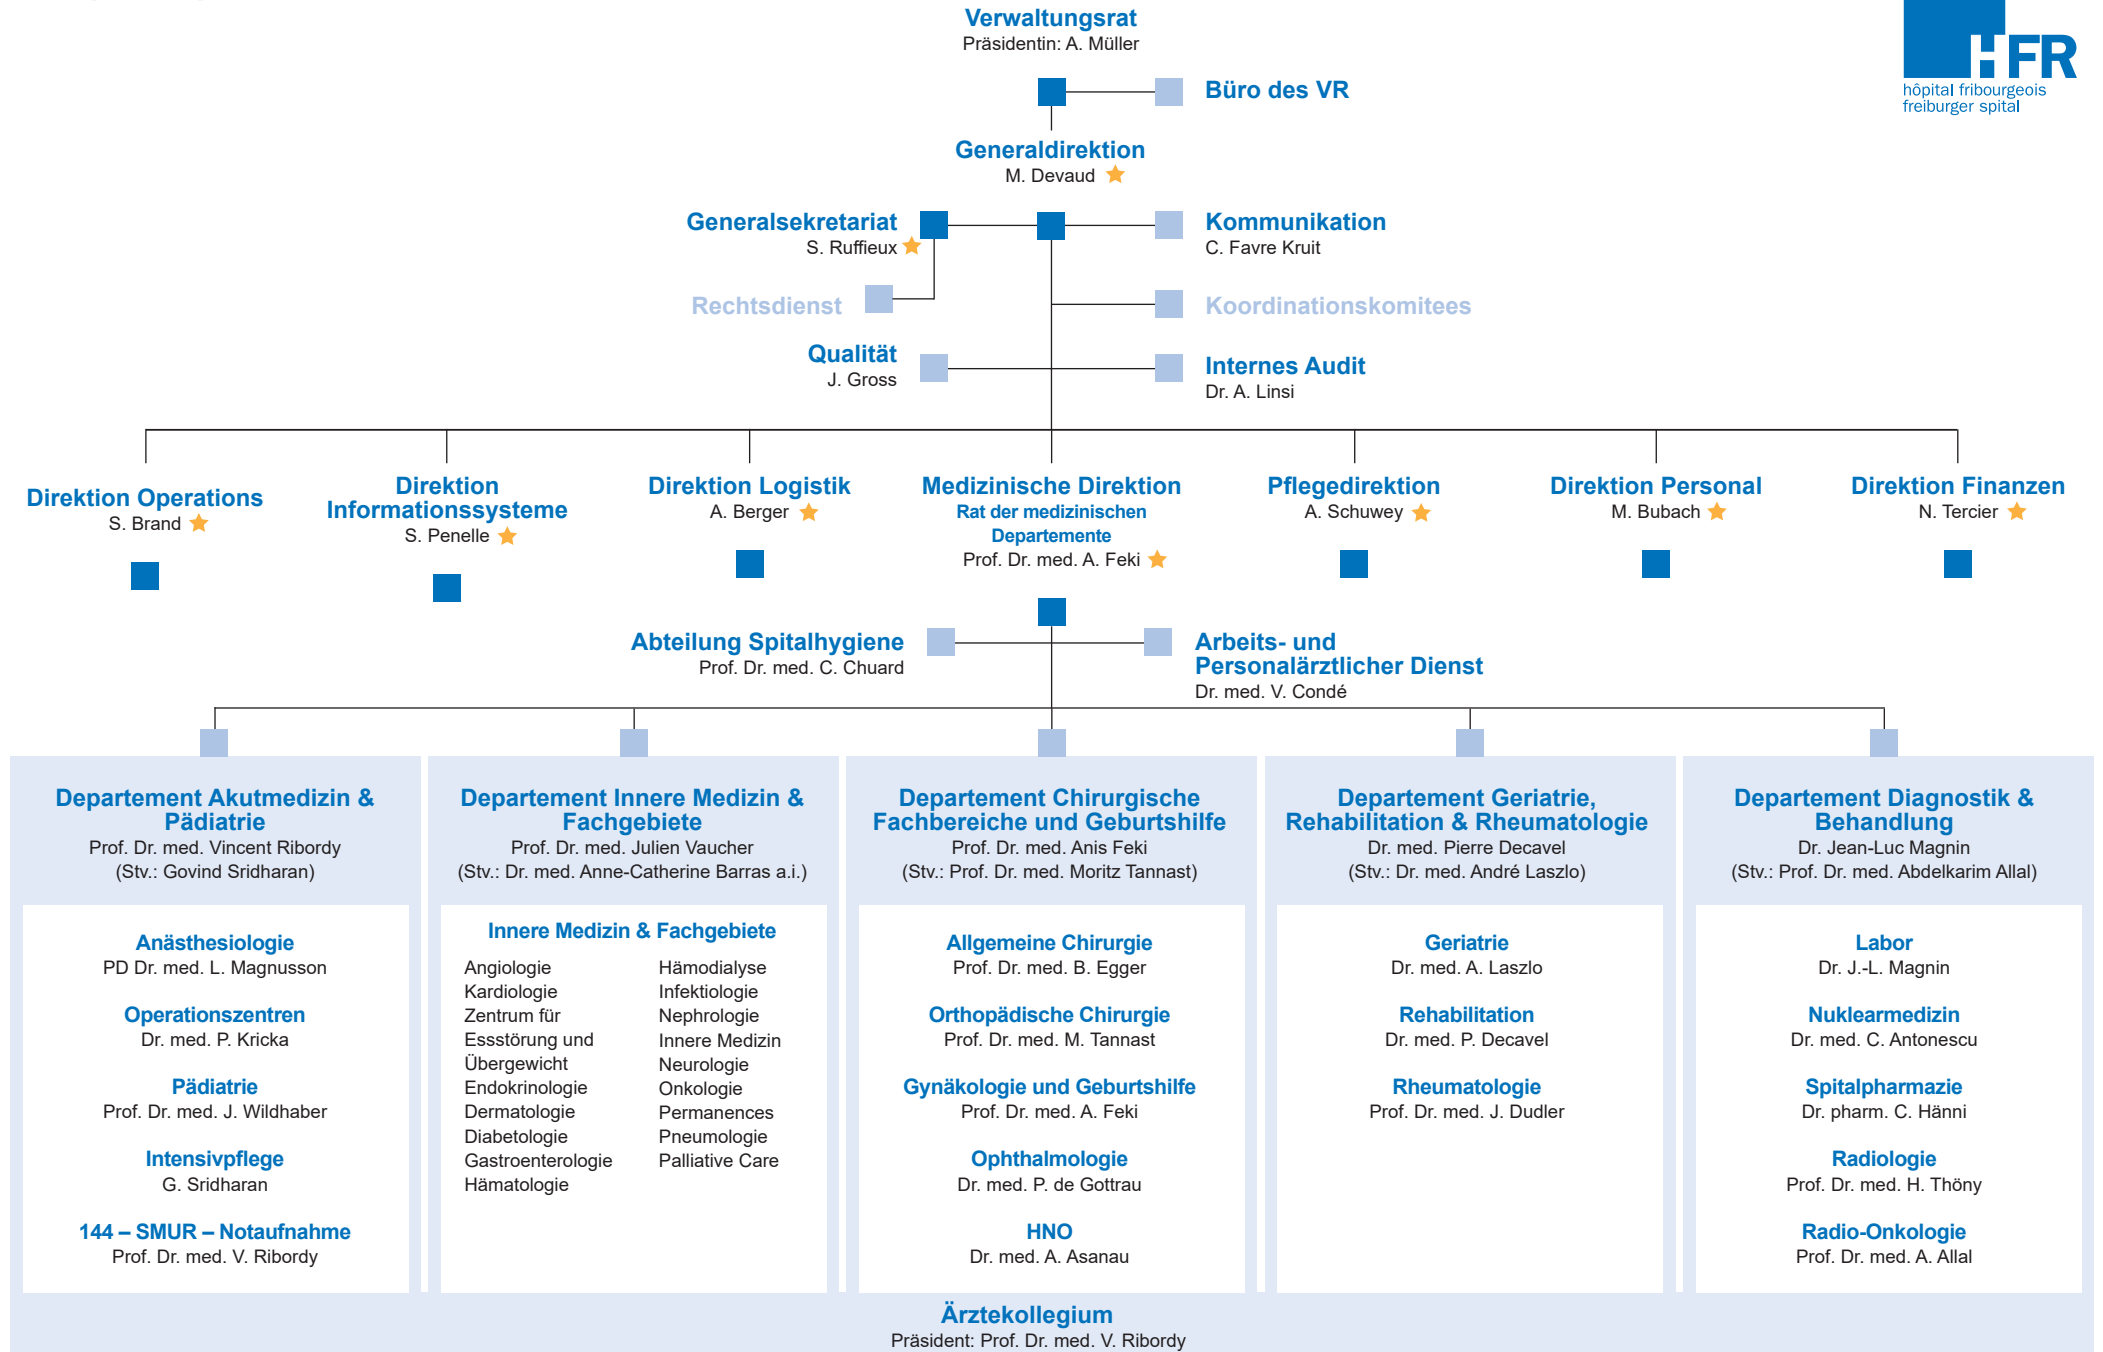 Verwaltungsrat
Präsidentin: A. Müller
HFR
hôpital fribourgeois
freiburger spital
Büro des VR
Generaldirektion
M. Devaud
Generalsekretariat
S. Ruffieux
Kommunikation
C. Favre Kruit
Rechtsdienst
Koordinationskomitees
Qualität
J. Gross
Internes Audit
Dr. A. Linsi
Direktion Operations
S. Brand
Direktion
Informationssysteme
S. Penelle
Direktion Logistik
A. Berger
Medizinische Direktion
Rat der medizinischen
Departemente
Prof. Dr. med. A. Feki
Pflegedirektion
A. Schuwey
Direktion Personal
M. Bubach
Direktion Finanzen
N. Tercier
Abteilung Spitalhygiene
Prof. Dr. med. C. Chuard
Arbeits- und
Personalärztlicher Dienst
Dr. med. V. Condé
Departement Akutmedizin &
Pädiatrie
Prof. Dr. med. Vincent Ribordy
(Stv.: Govind Sridharan)
Anästhesiologie
PD Dr. med. L. Magnusson
Operationszentren
Dr. med. P. Kricka
Pädiatrie
Prof. Dr. med. J. Wildhaber
Intensivpflege
G. Sridharan
144 – SMUR – Notaufnahme
Prof. Dr. med. V. Ribordy
Departement Innere Medizin &
Fachgebiete
Prof. Dr. med. Julien Vaucher
(Stv.: Dr. med. Anne-Catherine Barras a.i.)
Innere Medizin & Fachgebiete
Angiologie
Kardiologie
Zentrum für
Essstörung und
Übergewicht
Endokrinologie
Dermatologie
Diabetologie
Gastroenterologie
Hämatologie
Hämodialyse
Infektiologie
Nephrologie
Innere Medizin
Neurologie
Onkologie
Permanences
Pneumologie
Palliative Care
Departement Chirurgische
Fachbereiche und Geburtshilfe
Prof. Dr. med. Anis Feki
(Stv.: Prof. Dr. med. Moritz Tannast)
Allgemeine Chirurgie
Prof. Dr. med. B. Egger
Orthopädische Chirurgie
Prof. Dr. med. M. Tannast
Gynäkologie und Geburtshilfe
Prof. Dr. med. A. Feki
Ophthalmologie
Dr. med. P. de Gottrau
HNO
Dr. med. A. Asanau
Departement Geriatrie,
Rehabilitation & Rheumatologie
Dr. med. Pierre Decavel
(Stv.: Dr. med. André Laszlo)
Geriatrie
Dr. med. A. Laszlo
Rehabilitation
Dr. med. P. Decavel
Rheumatologie
Prof. Dr. med. J. Dudler
Departement Diagnostik &
Behandlung
Dr. Jean-Luc Magnin
(Stv.: Prof. Dr. med. Abdelkarim Allal)
Labor
Dr. J.-L. Magnin
Nuklearmedizin
Dr. med. C. Antonescu
Spitalpharmazie
Dr. pharm. C. Hänni
Radiologie
Prof. Dr. med. H. Thöny
Radio-Onkologie
Prof. Dr. med. A. Allal
Ärztekollegium
Präsident: Prof. Dr. med. V. Ribordy